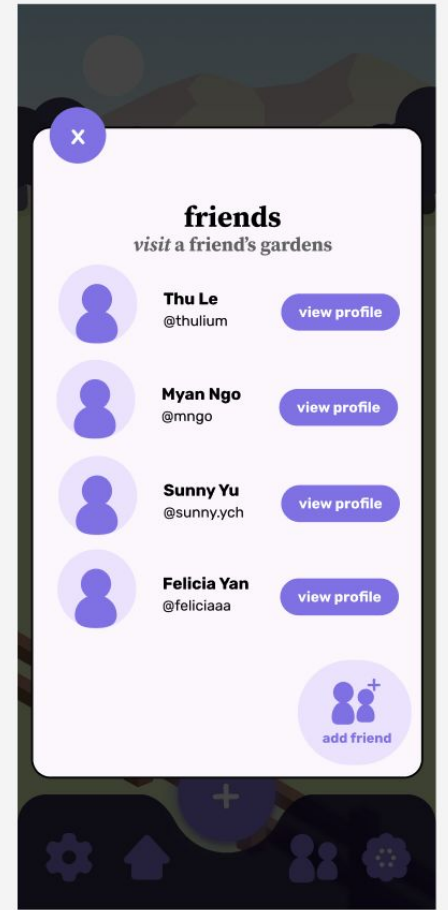 x
friends
visit a friend's gardens
Thu Le
@thulium
view profile
Myan Ngo
@mngo
view profile
Sunny Yu
@sunny.ych
view profile
Felicia Yan
@feliciaaa
view profile
add friend